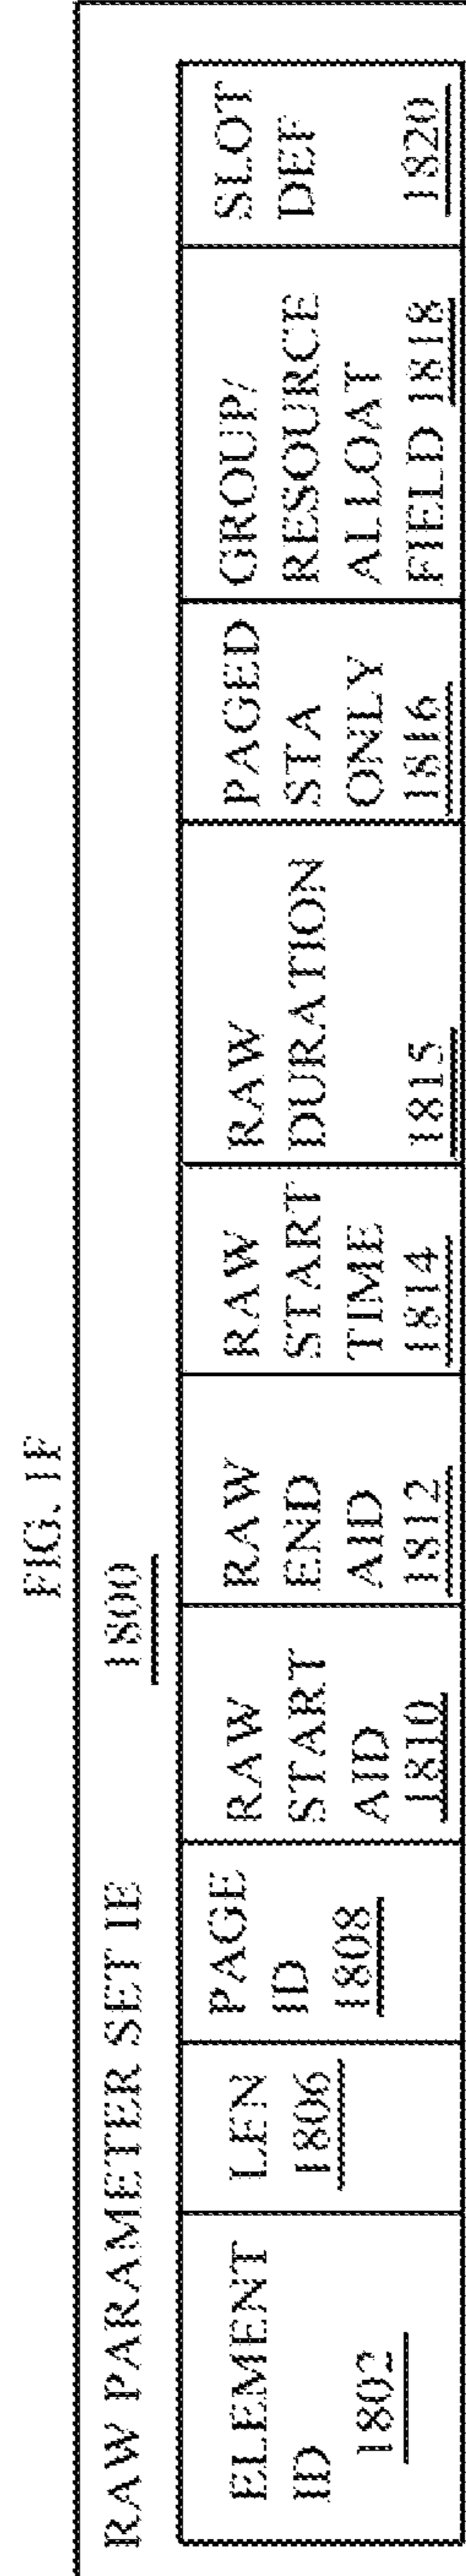 FIG. 1F
RAW PARAMETER SET IE 1800
ELEMENT
ID
1802
LEN
1806
PAGE
ID
1808
RAW
START
AID
1810
RAW
END
AID
1812
RAW
START
TIME
1814
RAW
DURATION
1815
PAGED
STA
ONLY
1816
GROUP/
RESOURCE
ALLOAT
FIELD 1818
SLOT
DEF
1820